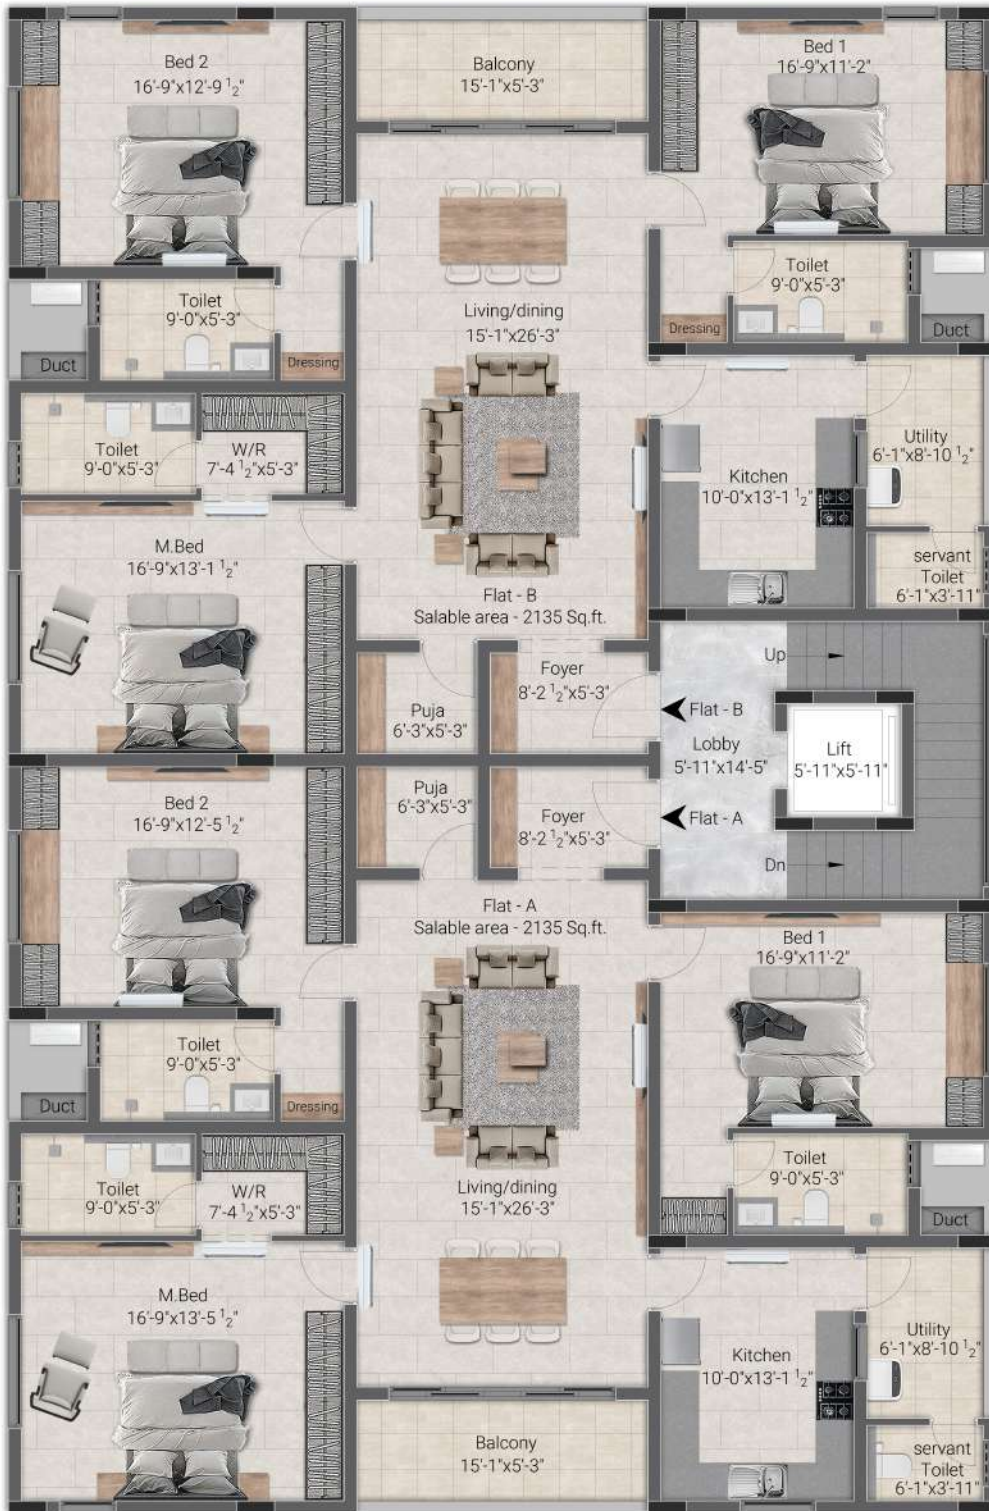 Bed 2
16'-9"x12'-9 1/2"
Balcony
15'-1"x5'-3"
Bed 1
16'-9"x11'-2"
Toilet
9'-0"x5'-3"
Toilet
9'-0"x5'-3"
Living/dining
15'-1"x26'-3"
Dressing
Duct
Duct
Dressing
Toilet
9'-0"x5'-3"
W/R
7'-4 1/2"x5'-3"
Kitchen
10'-0"x13'-1 1/2"
Utility
6'-1"x8'-10 1/2"
M.Bed
16'-9"x13'-1 1/2"
servant
Toilet
6'-1"x3'-11"
Flat - B
Salable area - 2135 Sq.ft.
Puja
6'-3"x5'-3"
Foyer
8'-2 1/2"x5'-3"
Up
Flat - B
Lobby
5'-11"x14'-5"
Lift
5'-11"x5'-11"
Flat - A
Dn
Bed 2
16'-9"x12'-5 1/2"
Puja
6'-3"x5'-3"
Foyer
8'-2 1/2"x5'-3"
Flat - A
Salable area - 2135 Sq.ft.
Bed 1
16'-9"x11'-2"
Toilet
9'-0"x5'-3"
Duct
Dressing
Toilet
9'-0"x5'-3"
W/R
7'-4 1/2"x5'-3"
Living/dining
15'-1"x26'-3"
Toilet
9'-0"x5'-3"
Duct
M.Bed
16'-9"x13'-5 1/2"
Kitchen
10'-0"x13'-1 1/2"
Utility
6'-1"x8'-10 1/2"
Balcony
15'-1"x5'-3"
servant
Toilet
6'-1"x3'-11"